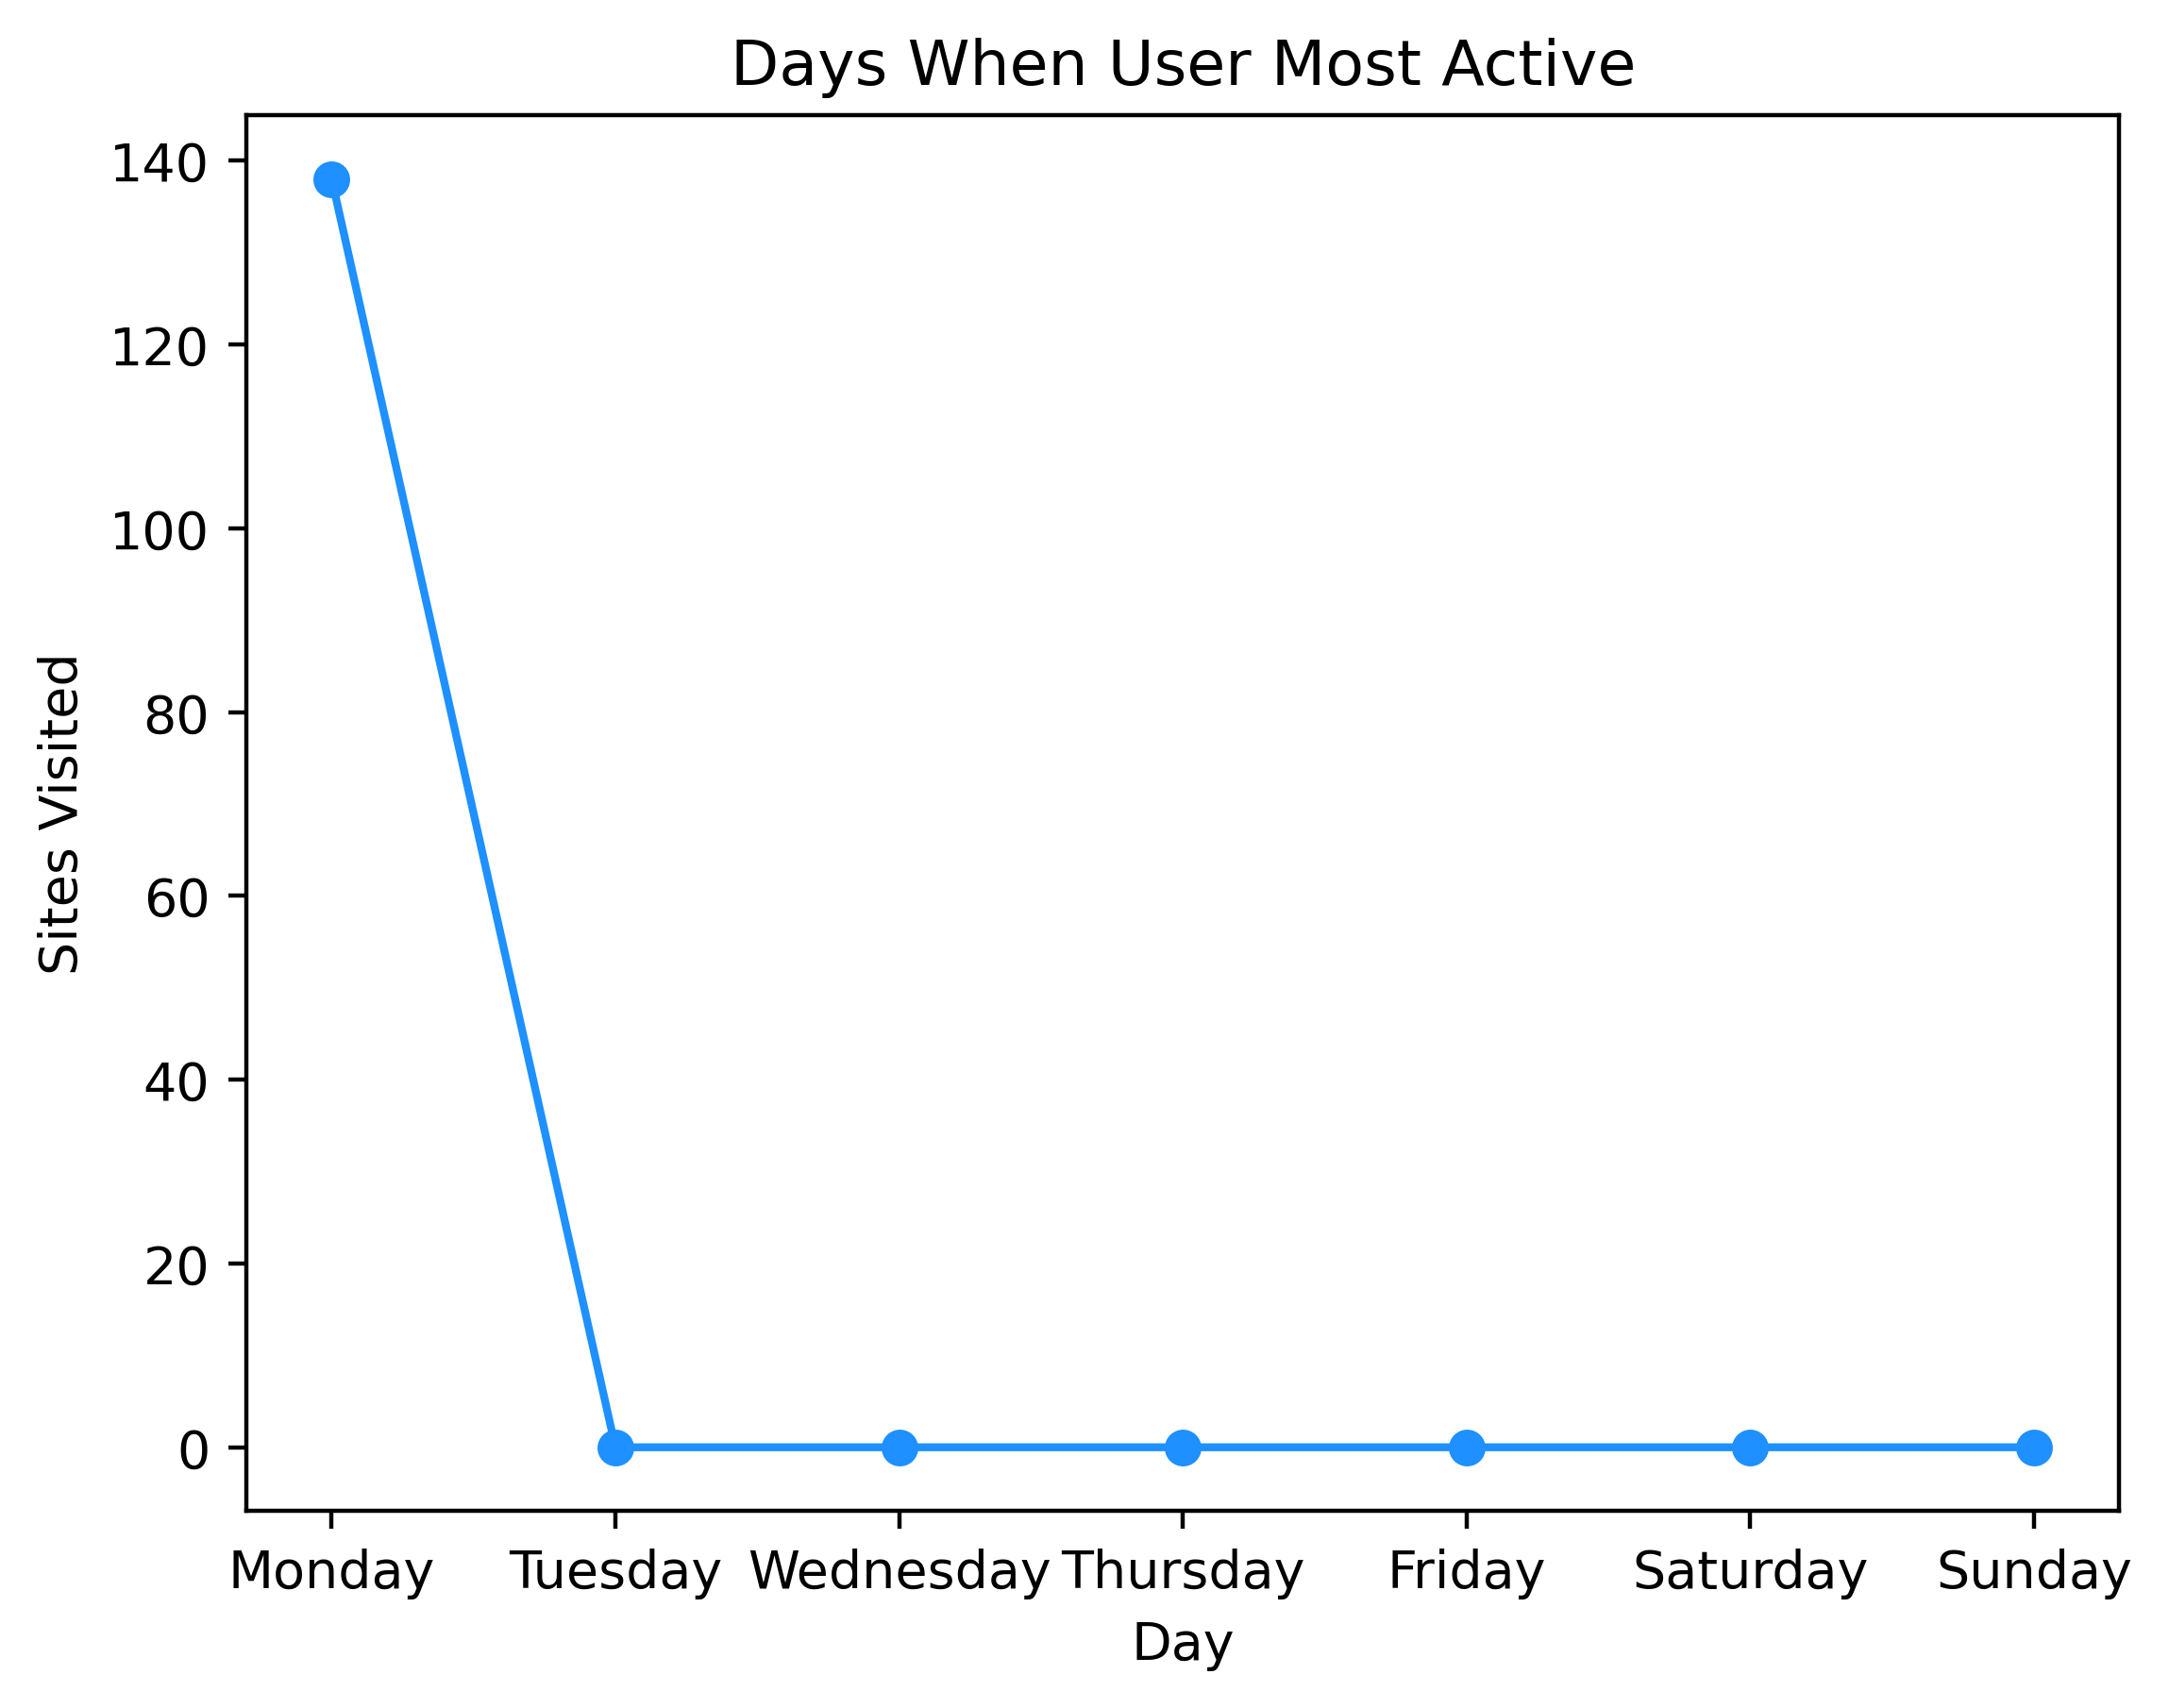 Days When User Most Active
140
120
100
80
60
40
20
0
Sites Visited
Monday Tuesday Wednesday Thursday Friday Saturday Sunday
Day